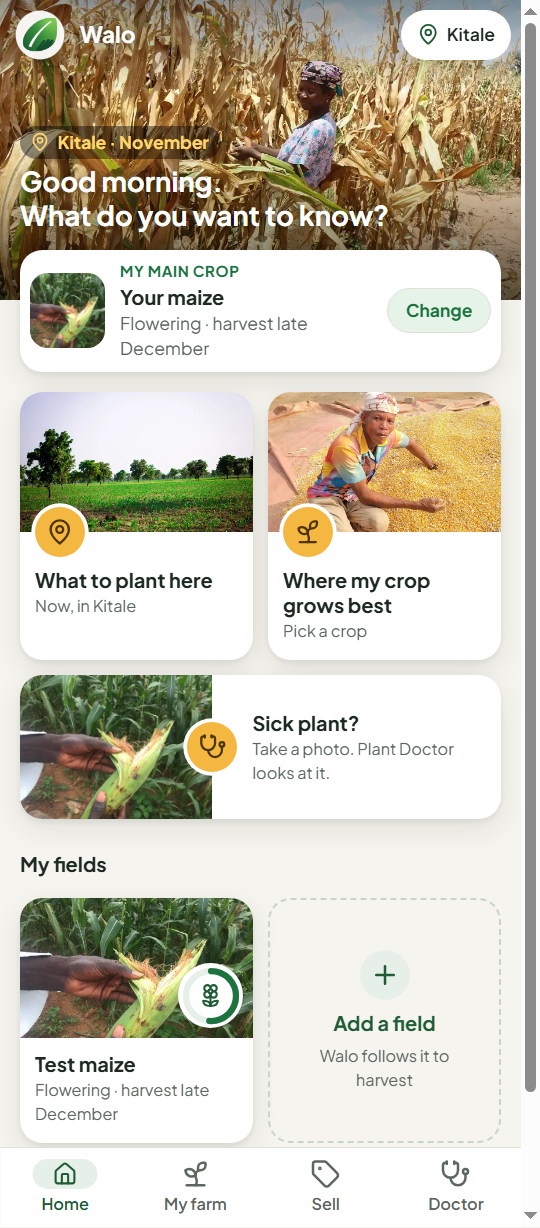 Walo
Kitale
Kitale · November
Good morning.
What do you want to know?
MY MAIN CROP
Your maize
Flowering · harvest late
December
Change
What to plant here
Now, in Kitale
Where my crop
grows best
Pick a crop
Sick plant?
Take a photo. Plant Doctor
looks at it.
My fields
Test maize
Flowering · harvest late
December
Add a field
Walo follows it to
harvest
Home
My farm
Sell
Doctor